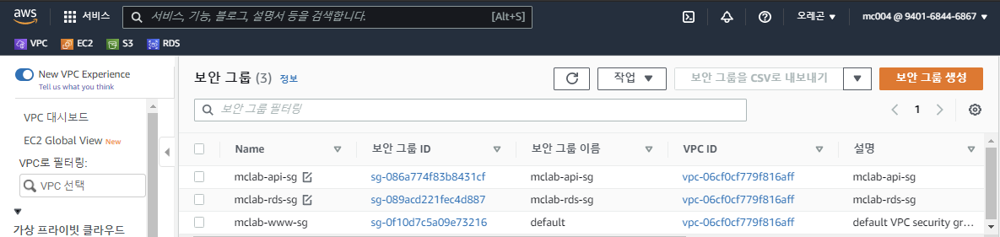 aws 서비스 서비스, 기능, 블로그, 설명서 등을 검색합니다. [Alt+S] 오레곤 mc004 @ 9401-6844-6867
VPC EC2 S3 RDS
New VPC Experience
Tell us what you think
VPC 대시보드
EC2 Global View New
VPC로 필터링:
VPC 선택
가상 프라이빗 클라우드
보안 그룹 (3) 정보 작업 보안 그룹을 CSV로 내보내기 보안 그룹 생성
보안 그룹 필터링 1
Name 보안 그룹 ID 보안 그룹 이름 VPC ID 설명
mclab-api-sg sg-086a774f83b8431cf mclab-api-sg vpc-06cf0cf779f816aff mclab-api-sg
mclab-rds-sg sg-089acd221fec4d887 mclab-rds-sg vpc-06cf0cf779f816aff mclab-rds-sg
mclab-www-sg sg-0f10d7c5a09e73216 default vpc-06cf0cf779f816aff default VPC security gr...